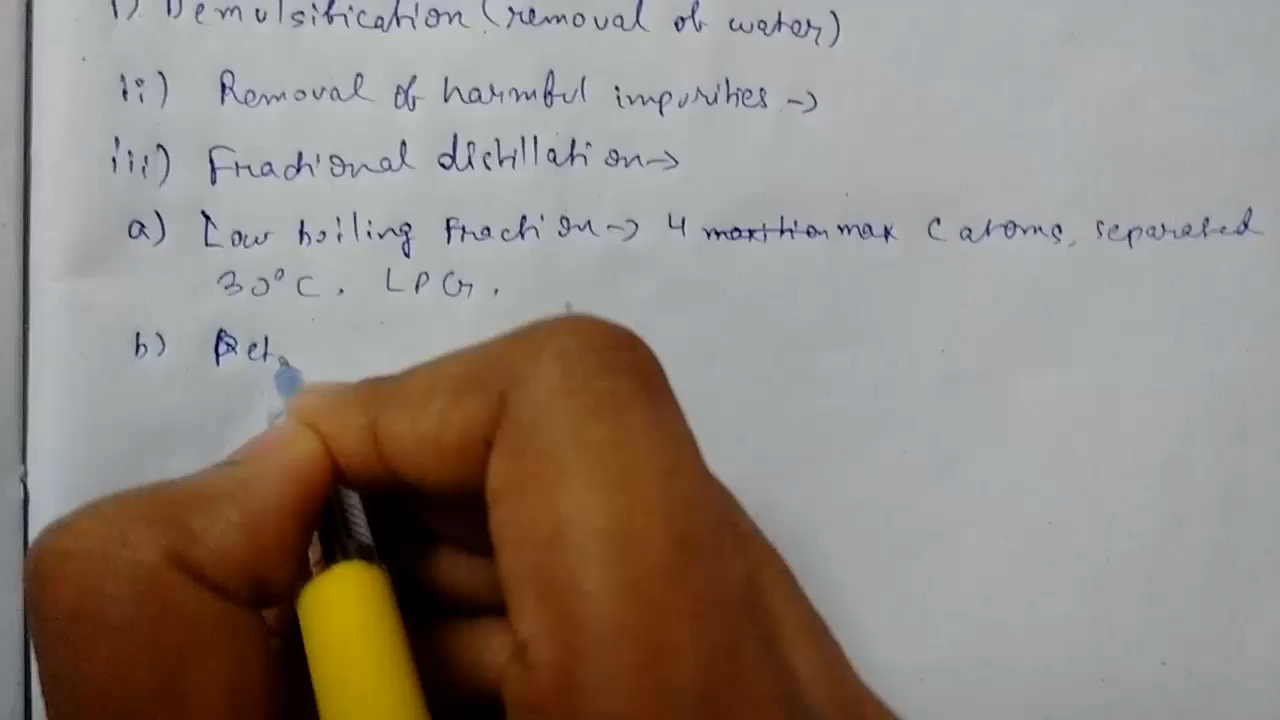 i) Demulsification (removal of water)
ii) Removal of harmful impurities →
iii) Fractional distillation →
a) Low boiling Fraction → 4 max C atoms, separated
30°C. LPG.
b) Pet